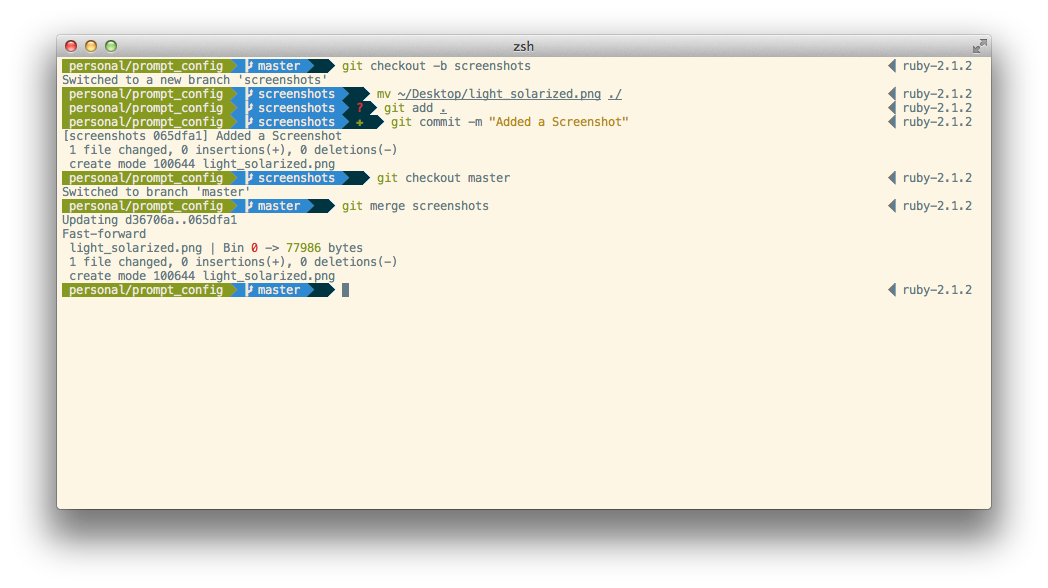 zsh
personal/prompt_config master git checkout -b screenshots ruby-2.1.2
Switched to a new branch 'screenshots'
personal/prompt_config screenshots mv ~/Desktop/light_solarized.png ./ ruby-2.1.2
personal/prompt_config screenshots ? git add . ruby-2.1.2
personal/prompt_config screenshots + git commit -m "Added a Screenshot" ruby-2.1.2
[screenshots 065dfa1] Added a Screenshot
1 file changed, 0 insertions(+), 0 deletions(-)
create mode 100644 light_solarized.png
personal/prompt_config screenshots git checkout master ruby-2.1.2
Switched to branch 'master'
personal/prompt_config master git merge screenshots ruby-2.1.2
Updating d36706a..065dfa1
Fast-forward
light_solarized.png | Bin 0 -> 77986 bytes
1 file changed, 0 insertions(+), 0 deletions(-)
create mode 100644 light_solarized.png
personal/prompt_config master ruby-2.1.2